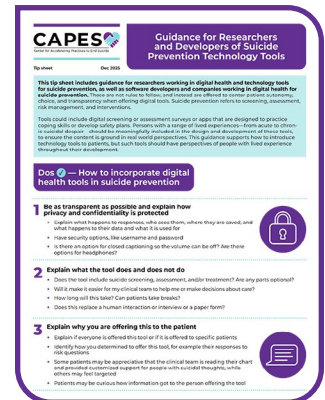 CAPES
Center for Accelerating Practices to End Suicide
Tip sheet
Dec 2025
Guidance for Researchers
and Developers of Suicide
Prevention Technology Tools
This tip sheet includes guidance for researchers working in digital health and technology tools
for suicide prevention, as well as software developers and companies working in digital health for
suicide prevention. These are not rules to follow, and instead are offered to center patient autonomy,
choice, and transparency when offering digital tools. Suicide prevention refers to screening, assessment,
risk management, and interventions.
Tools could include digital screening or assessment surveys or apps that are designed to practice
coping skills or develop safety plans. Persons with a range of lived experiences—from acute to chron-
ic suicidal despair—should be meaningfully included in the design and development of these tools,
to ensure the content is ground in real world perspectives. This guidance supports how to introduce
technology tools to patients, but such tools should have perspectives of people with lived experience
throughout their development.
Dos — How to incorporate digital
health tools in suicide prevention
1 Be as transparent as possible and explain how
privacy and confidentiality is protected
• Explain what happens to responses, who sees them, where they are saved, and
what happens to their data and what it is used for
• Have security options, like username and password
• Is there an option for closed captioning so the volume can be off? Are there
options for headphones?
2 Explain what the tool does and does not do
• Does the tool include suicide screening, assessment, and/or treatment? Are any parts optional?
• Will it make it easier for my clinical team to help me or make decisions about care?
• How long will this take? Can patients take breaks?
• Does this replace a human interaction or interview or a paper form?
3 Explain why you are offering this to the patient
• Explain if everyone is offered this tool or if it is offered to specific patients
• Identify how you determined to offer this tool, for example their responses to
risk questions
• Some patients may be appreciative that the clinical team is reading their chart
and provided customized support for people with suicidal thoughts, while
others may feel targeted
• Patients may be curious how information got to the person offering the tool